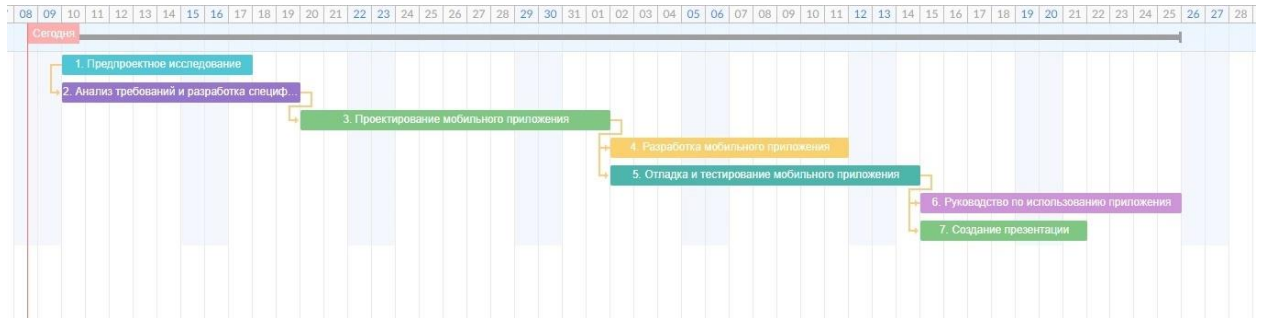 08 09 10 11 12 13 14 15 16 17 18 19 20 21 22 23 24 25 26 27 28 29 30 31 01 02 03 04 05 06 07 08 09 10 11 12 13 14 15 16 17 18 19 20 21 22 23 24 25 26 27 28
Сегодня
1. Предпроектное исследование
2. Анализ требований и разработка специф...
3. Проектирование мобильного приложения
4. Разработка мобильного приложения
5. Отладка и тестирование мобильного приложения
6. Руководство по использованию приложения
7. Создание презентации